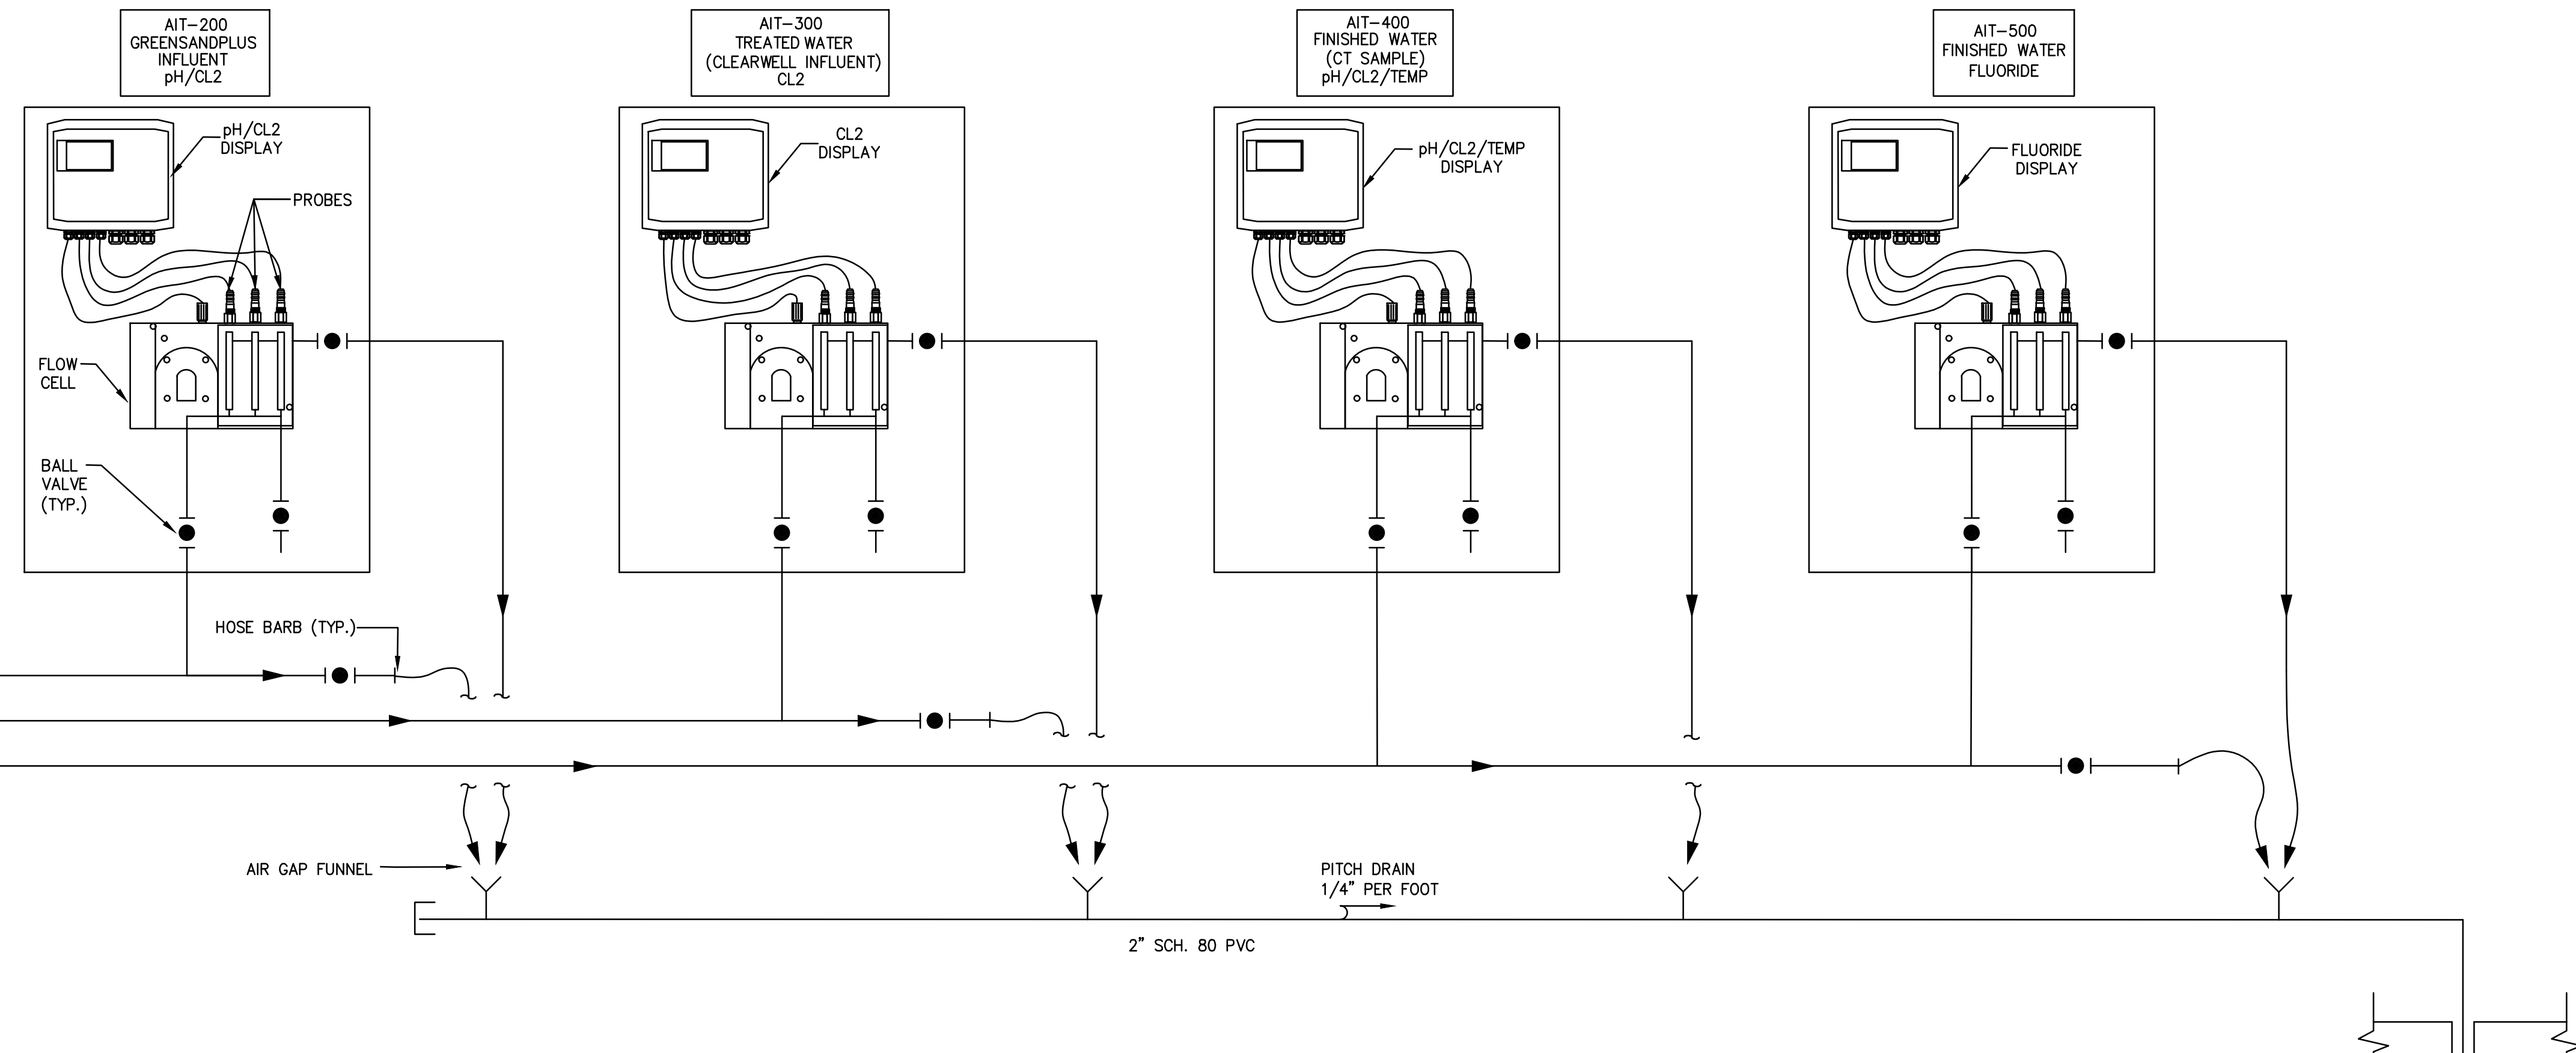 AIT-200
GREENSANDPLUS
INFLUENT
pH/CL2
AIT-300
TREATED WATER
(CLEARWELL INFLUENT)
CL2
AIT-400
FINISHED WATER
(CT SAMPLE)
pH/CL2/TEMP
AIT-500
FINISHED WATER
FLUORIDE
pH/CL2
DISPLAY
PROBES
CL2
DISPLAY
pH/CL2/TEMP
DISPLAY
FLUORIDE
DISPLAY
FLOW
CELL
BALL
VALVE
(TYP.)
HOSE BARB (TYP.)
AIR GAP FUNNEL
PITCH DRAIN
1/4" PER FOOT
2" SCH. 80 PVC